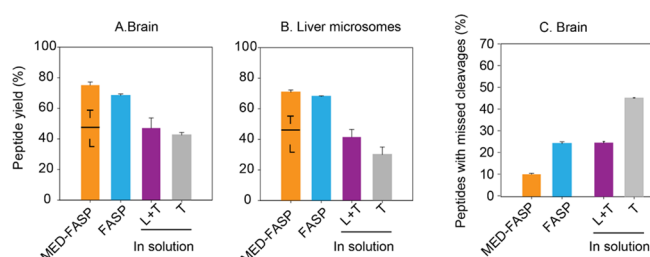 A.Brain
B. Liver microsomes
C. Brain
Peptide yield (%)
100
80
60
40
20
0
T
L
MED-FASP
FASP
L+T
T
In solution
100
80
60
40
20
0
T
L
MED-FASP
FASP
L+T
T
In solution
Peptides with missed cleavages (%)
70
60
50
40
30
20
10
0
MED-FASP
FASP
L+T
T
In solution